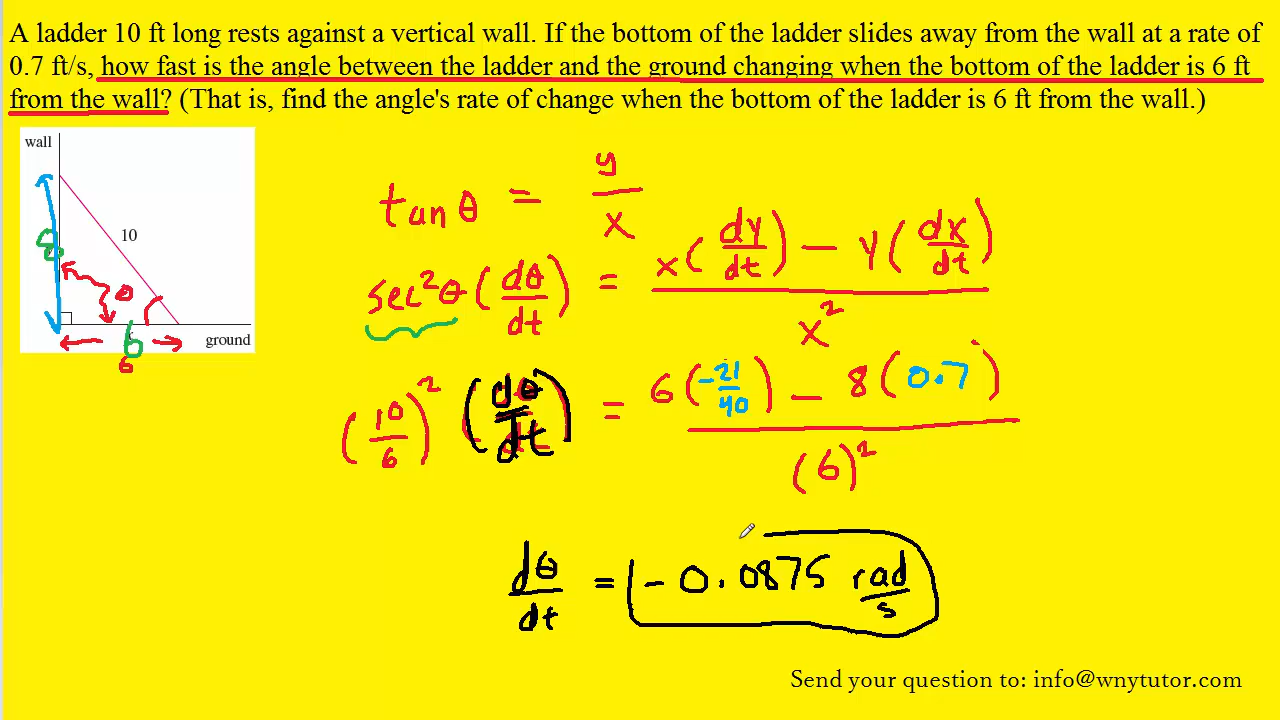 A ladder 10 ft long rests against a vertical wall. If the bottom of the ladder slides away from the wall at a rate of
0.7 ft/s, how fast is the angle between the ladder and the ground changing when the bottom of the ladder is 6 ft
from the wall? (That is, find the angle's rate of change when the bottom of the ladder is 6 ft from the wall.)
wall
10
8
θ
6
6
ground
tan θ = y/x
sec²θ (dθ/dt) = (x(dy/dt) − y(dx/dt))/x²
(10/6)² (dθ/dt) = (6(−21/40) − 8(0.7))/(6)²
dθ/dt = −0.0875 rad/s
Send your question to: info@wnytutor.com